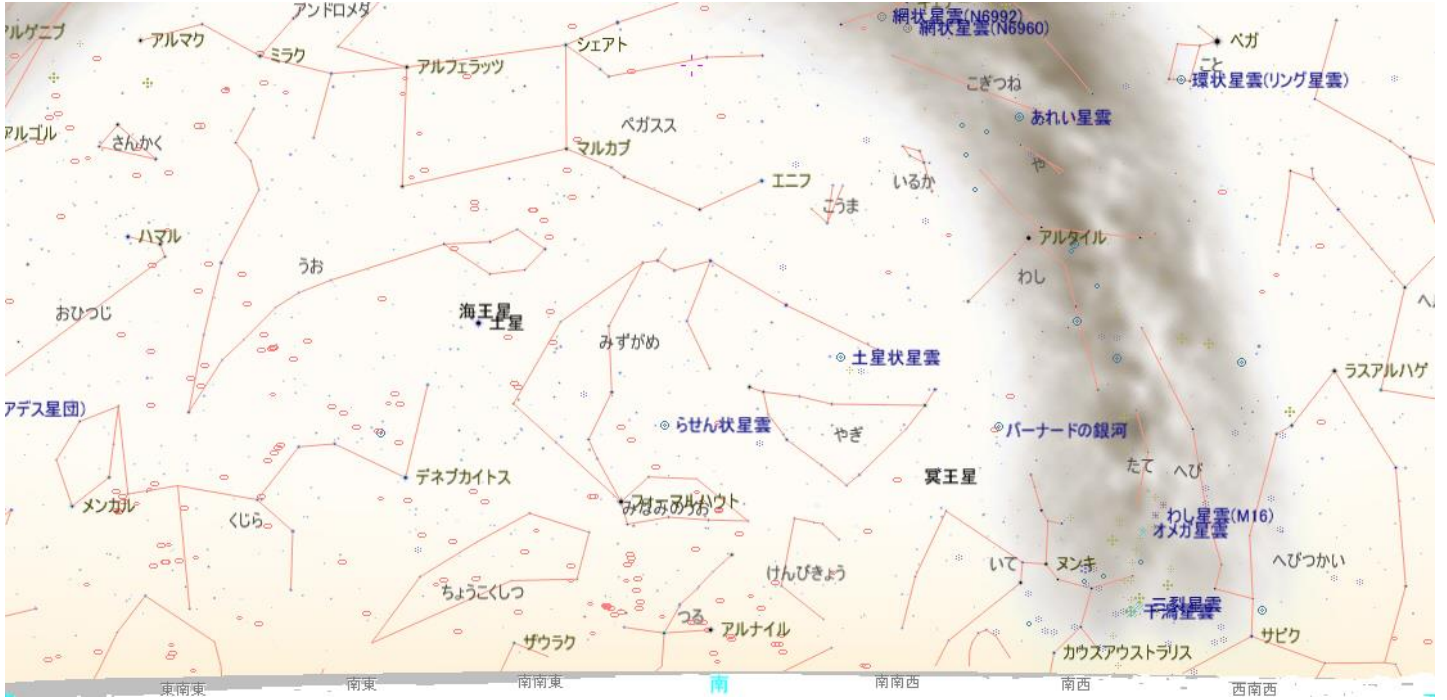 アンドロメダ
網状星雲(N6992)
網状星雲(N6960)
アルゲニブ
アルマク
ミラク
シェアト
ベガ
アルフェラッツ
こと
環状星雲(リング星雲)
こぎつね
あれい星雲
ペガスス
アルゴル
さんかく
マルカブ
や
エニフ
いるか
こうま
ハマル
アルタイル
うお
わし
おひつじ
海王星
土星
みずがめ
土星状星雲
ラスアルハゲ
アデス星団)
らせん状星雲
やぎ
バーナードの銀河
たて
へび
デネブカイトス
冥王星
メンカル
フォーマルハウト
みなみのうお
くじら
わし星雲(M16)
オメガ星雲
いて
ヌンキ
へびつかい
けんびきょう
ちょうこくしつ
三裂星雲
干潟星雲
つる
アルナイル
ザウラク
サビク
カウスアウストラリス
東南東
南東
南南東
南
南南西
南西
西南西